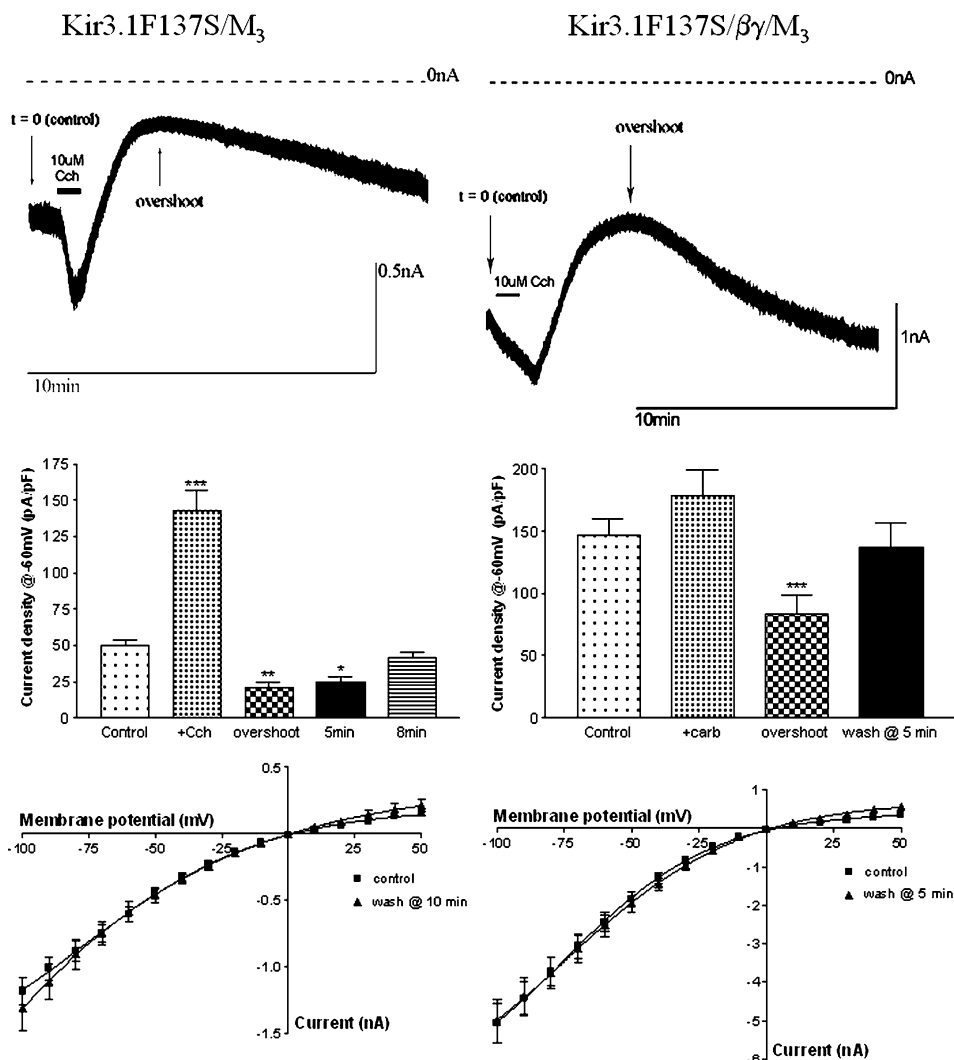 Kir3.1F137S/M3
Kir3.1F137S/βγ/M3
0nA
t = 0 (control)
10uM
Cch
overshoot
0.5nA
10min
0nA
overshoot
t = 0 (control)
10uM Cch
1nA
10min
Current density @-60mV (pA/pF)
175
150
125
100
75
50
25
0
***
**
*
Control
+Cch
overshoot
5min
8min
Current density @-60mV (pA/pF)
200
150
100
50
0
***
Control
+carb
overshoot
wash @ 5 min
Membrane potential (mV)
-100
-75
-50
-25
25
50
0.5
-0.5
-1.0
-1.5
control
wash @ 10 min
Current (nA)
Membrane potential (mV)
-100
-75
-50
-25
25
50
1
-1
-2
-3
-4
-5
-6
control
wash @ 5 min
Current (nA)